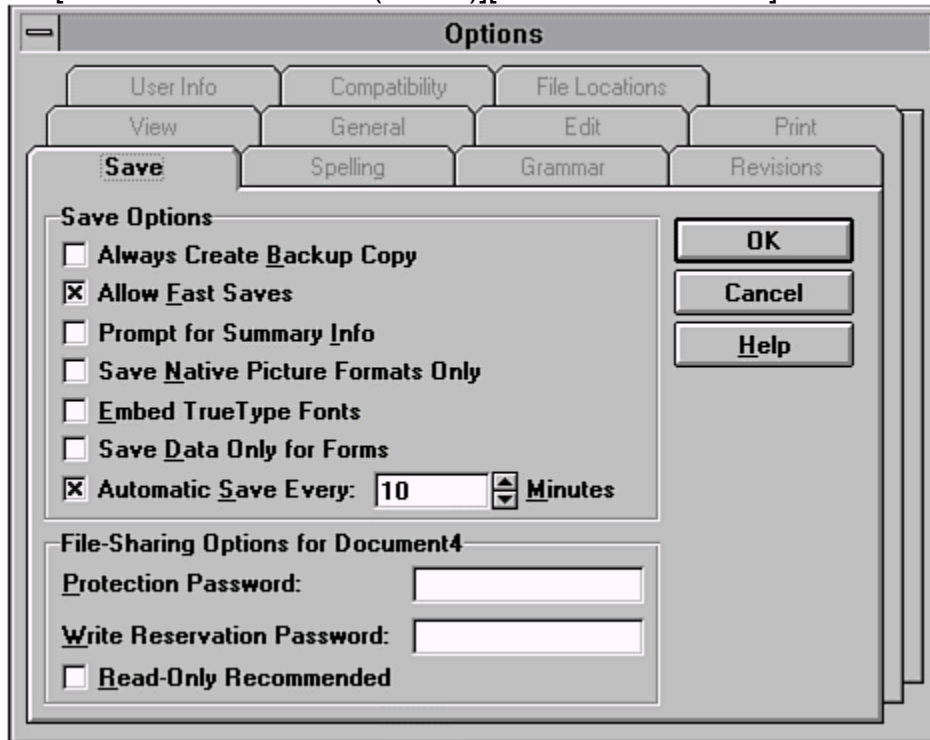 Options
User Info Compatibility File Locations
View General Edit Print
Save Spelling Grammar Revisions
Save Options
Always Create Backup Copy
Allow Fast Saves
Prompt for Summary Info
Save Native Picture Formats Only
Embed TrueType Fonts
Save Data Only for Forms
Automatic Save Every: 10 Minutes
OK
Cancel
Help
File-Sharing Options for Document4
Protection Password:
Write Reservation Password:
Read-Only Recommended